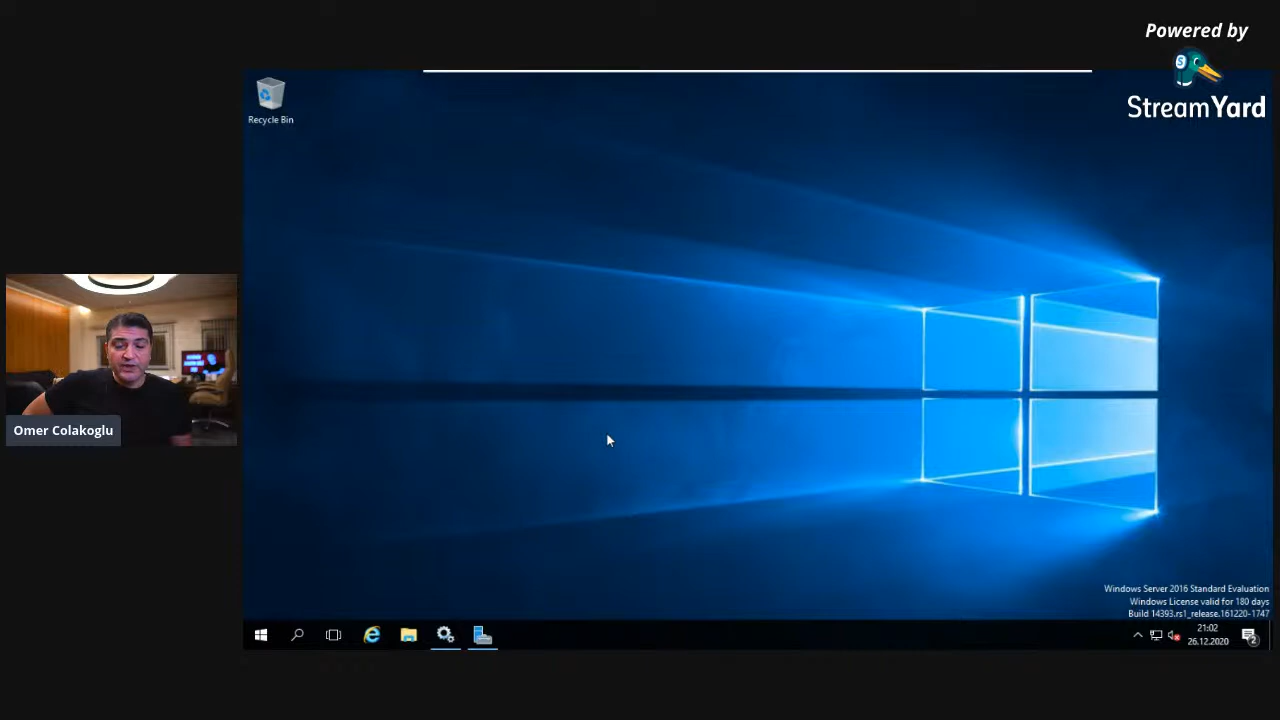 Powered by
StreamYard
Recycle Bin
Omer Colakoglu
Windows Server 2016 Standard Evaluation
Windows License valid for 180 days
Build 14393.rs1_release.161220-1747
21:02
26.12.2020
2